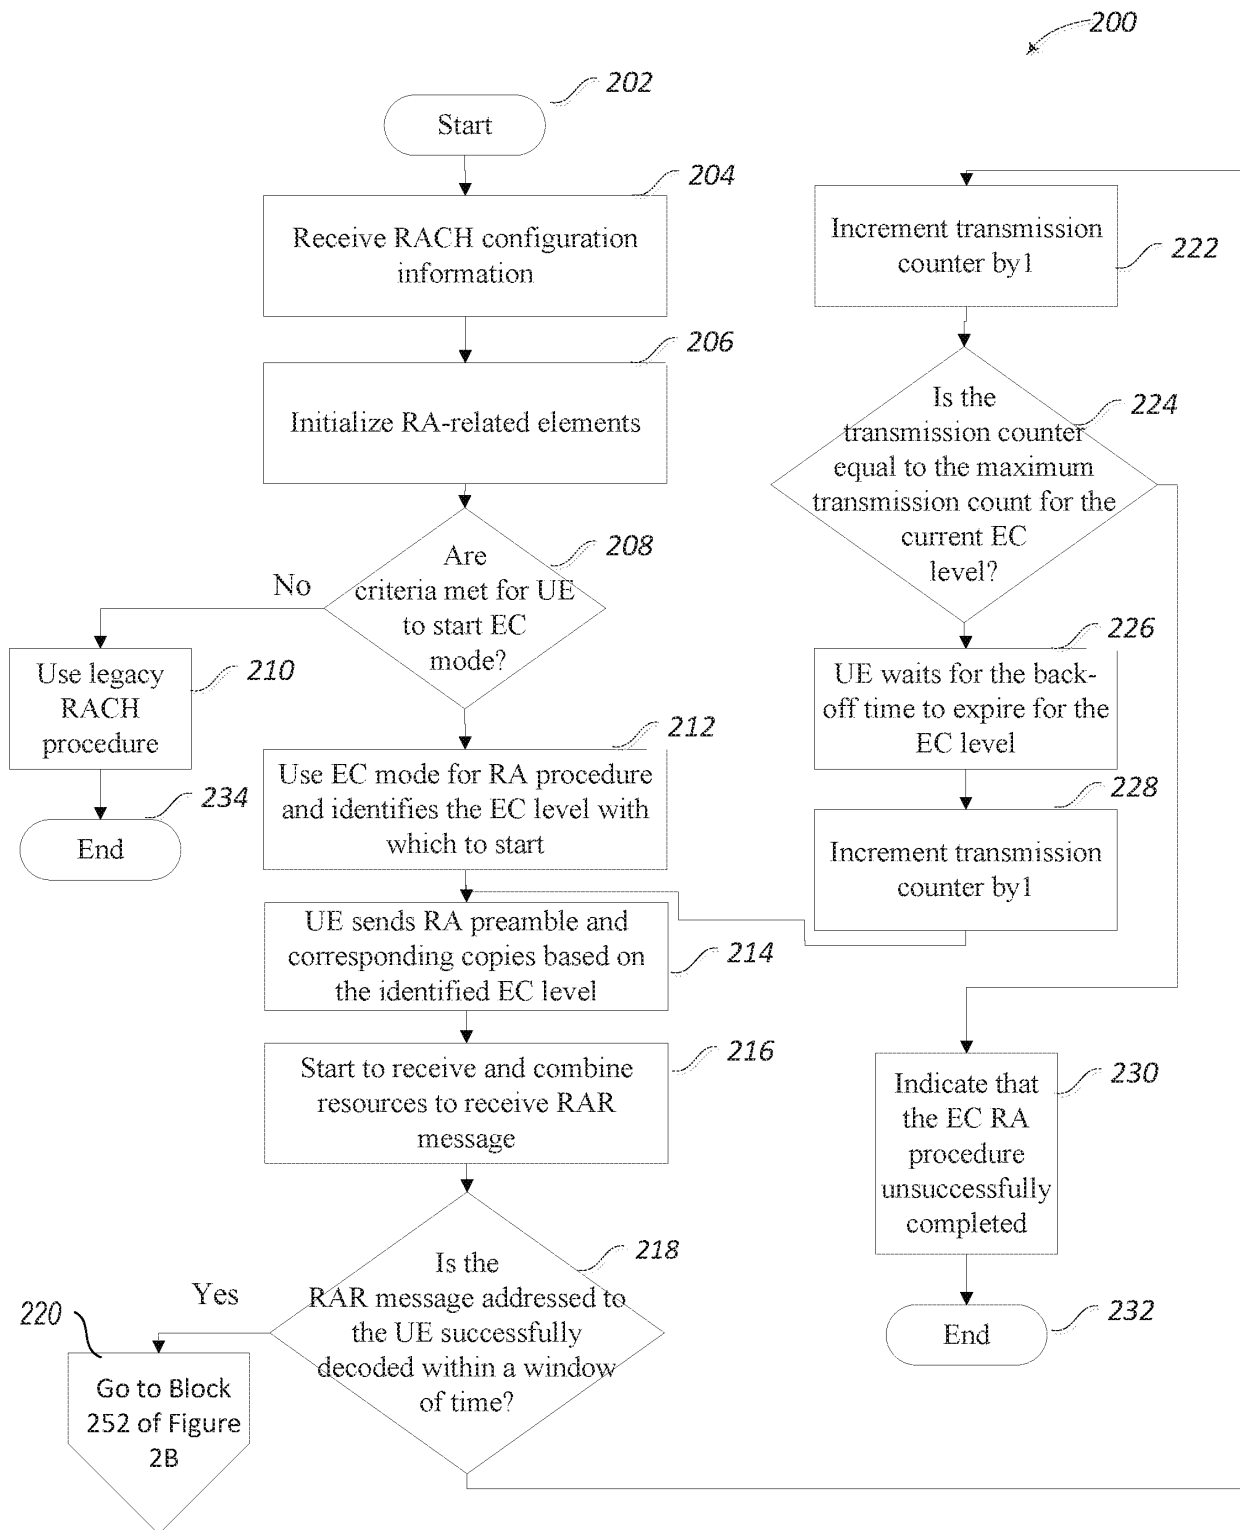 200
202
Start
204
Receive RACH configuration
information
206
Initialize RA-related elements
208
Are
criteria met for UE
to start EC
mode?
No
210
Use legacy
RACH
procedure
234
End
212
Use EC mode for RA procedure
and identifies the EC level with
which to start
214
UE sends RA preamble and
corresponding copies based on
the identified EC level
216
Start to receive and combine
resources to receive RAR
message
218
Is the
RAR message addressed to
the UE successfully
decoded within a window
of time?
Yes
220
Go to Block
252 of Figure
2B
Increment transmission
counter by1
222
224
Is the
transmission counter
equal to the maximum
transmission count for the
current EC
level?
226
UE waits for the back-
off time to expire for the
EC level
228
Increment transmission
counter by1
230
Indicate that
the EC RA
procedure
unsuccessfully
completed
232
End